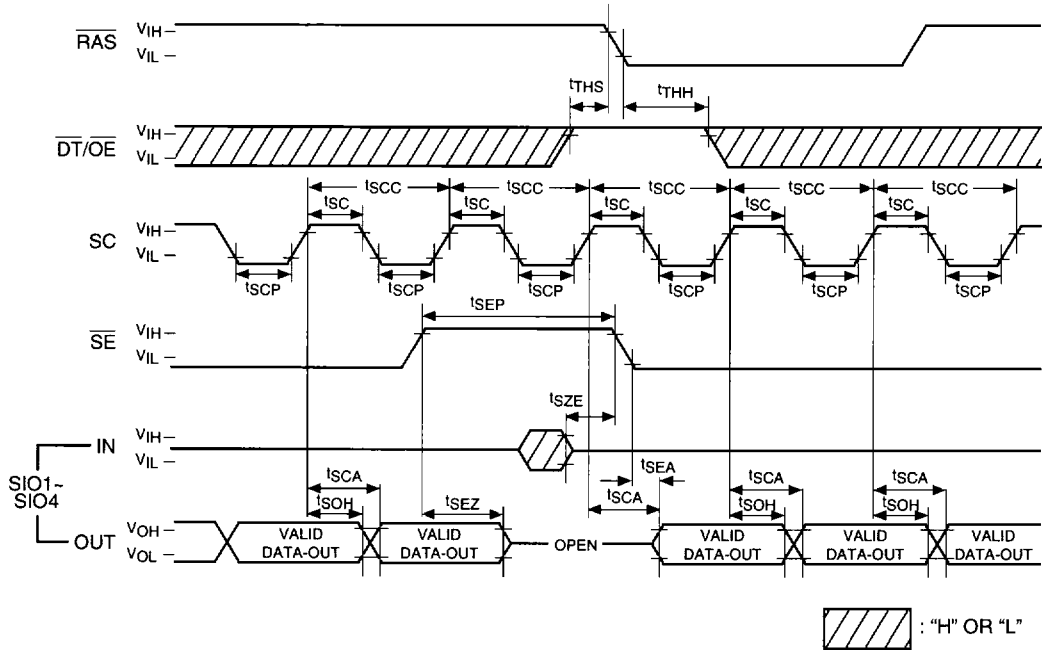 RAS
VIH
VIL
tTHS
tTHH
DT/OE
VIH
VIL
tSCC tSCC tSCC tSCC tSCC
tSC tSC tSC tSC tSC
SC
VIH
VIL
tSCP tSCP tSCP tSCP tSCP tSCP
tSEP
SE
VIH
VIL
tSZE
IN
VIH
VIL
SIO1~
SIO4
tSCA tSEA tSCA tSCA
tSOH tSEZ tSCA tSOH tSOH
OUT
VOH
VOL
VALID
DATA-OUT
VALID
DATA-OUT
OPEN
VALID
DATA-OUT
VALID
DATA-OUT
VALID
DATA-OUT
: "H" OR "L"